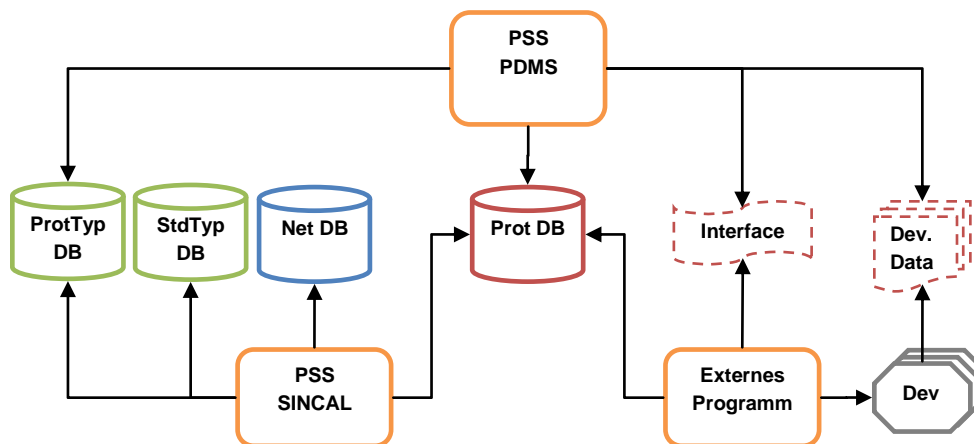 PSS
PDMS
ProtTyp
DB
StdTyp
DB
Net DB
Prot DB
Interface
Dev.
Data
PSS
SINCAL
Externes
Programm
Dev